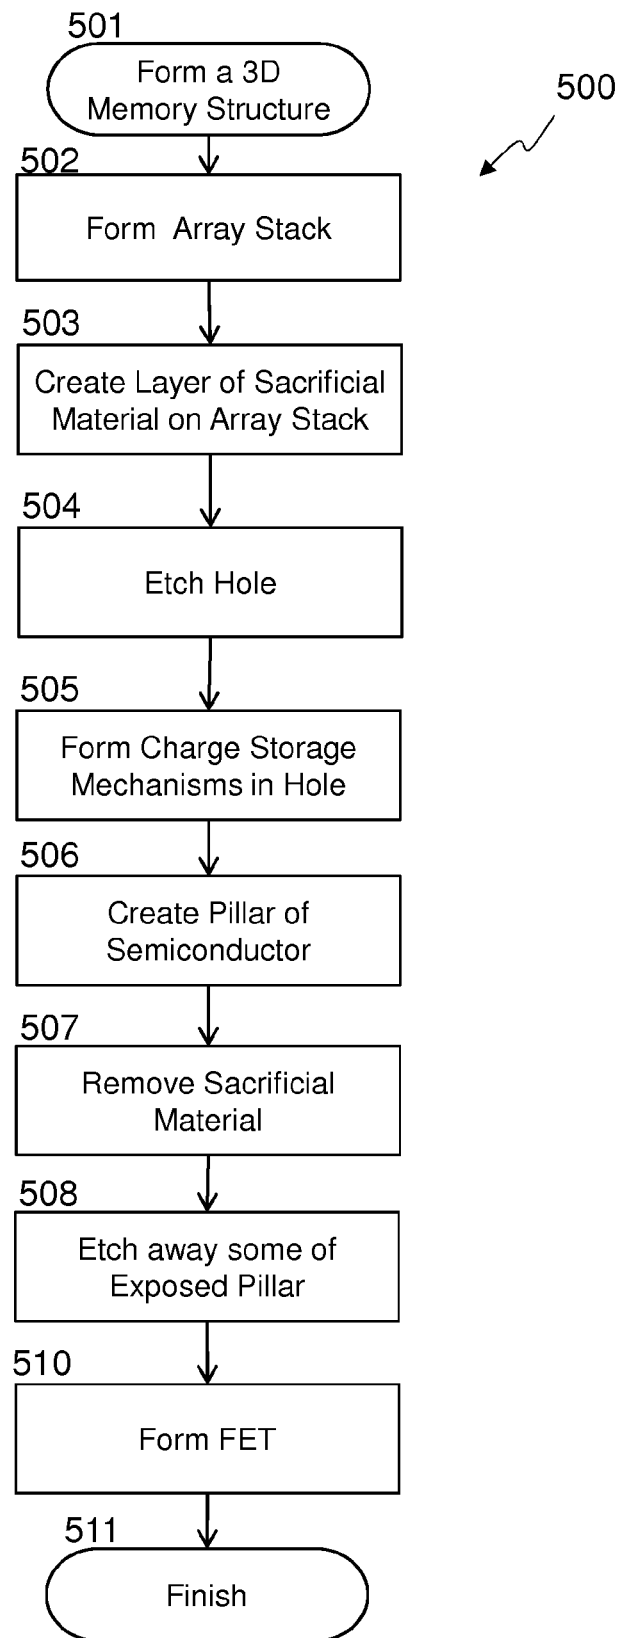 501
Form a 3D
Memory Structure
500
502
Form Array Stack
503
Create Layer of Sacrificial
Material on Array Stack
504
Etch Hole
505
Form Charge Storage
Mechanisms in Hole
506
Create Pillar of
Semiconductor
507
Remove Sacrificial
Material
508
Etch away some of
Exposed Pillar
510
Form FET
511
Finish